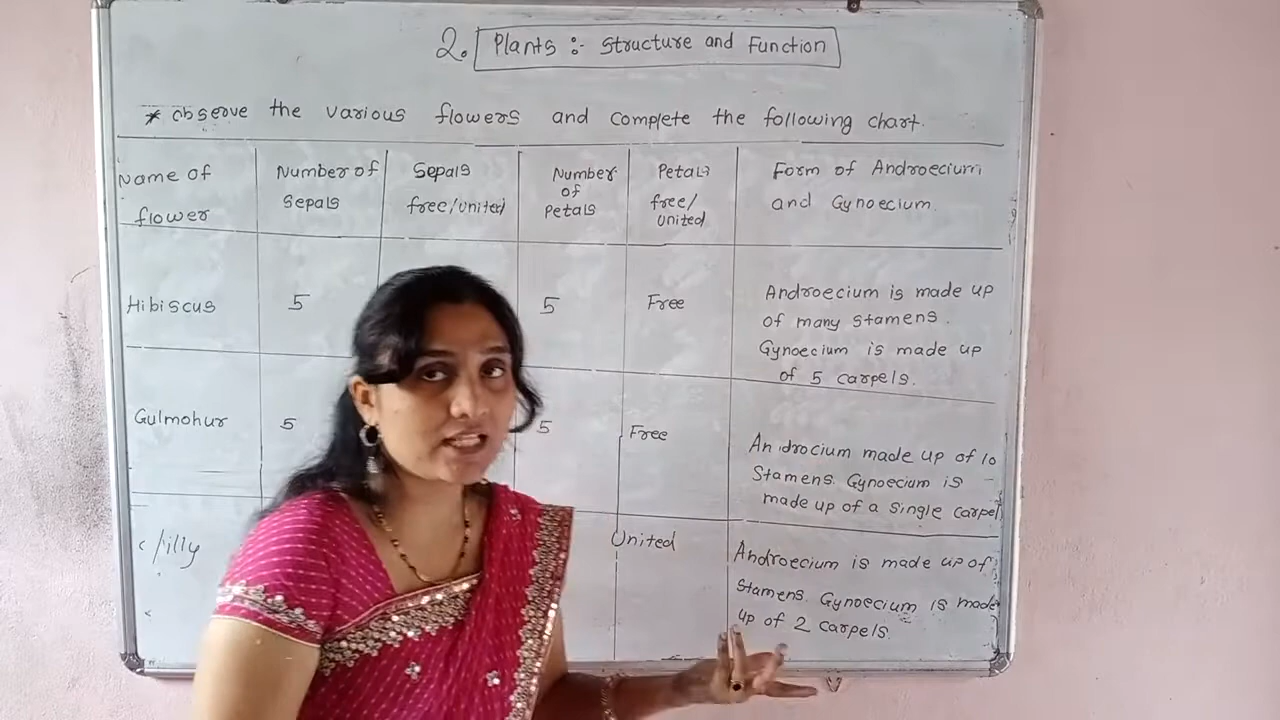 2. Plants :- Structure and Function
* Observe the various flowers and complete the following chart.
Name of flower
Number of Sepals
Sepals free/united
Number of Petals
Petals free/united
Form of Androecium and Gynoecium.
Hibiscus
5
5
Free
Androecium is made up
of many stamens.
Gynoecium is made up
of 5 carpels.
Gulmohur
5
5
Free
Androcium made up of 10
Stamens. Gynoecium is
made up of a single carpel
United
Androecium is made up of
Stamens. Gynoecium is made
up of 2 carpels.